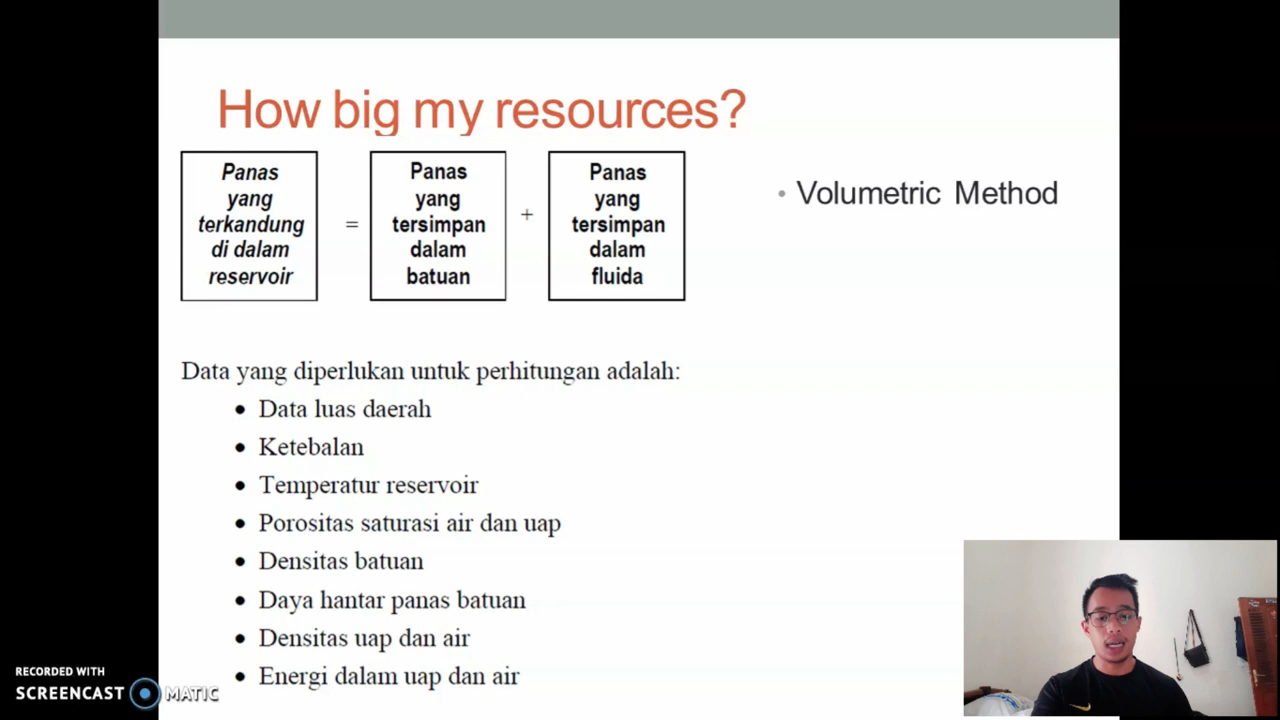 How big my resources?
Panas
yang
terkandung
di dalam
reservoir
=
Panas
yang
tersimpan
dalam
batuan
+
Panas
yang
tersimpan
dalam
fluida
• Volumetric Method
Data yang diperlukan untuk perhitungan adalah:
• Data luas daerah
• Ketebalan
• Temperatur reservoir
• Porositas saturasi air dan uap
• Densitas batuan
• Daya hantar panas batuan
• Densitas uap dan air
• Energi dalam uap dan air
RECORDED WITH
SCREENCAST MATIC